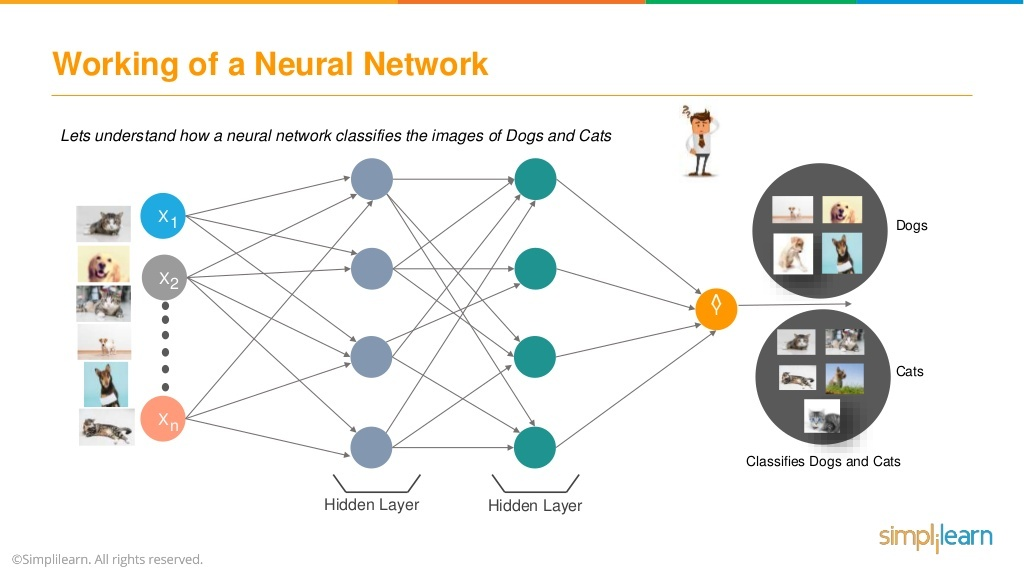 Working of a Neural Network
Lets understand how a neural network classifies the images of Dogs and Cats
X1
X2
Xn
Dogs
Cats
Classifies Dogs and Cats
Hidden Layer
Hidden Layer
simplilearn
©Simplilearn. All rights reserved.